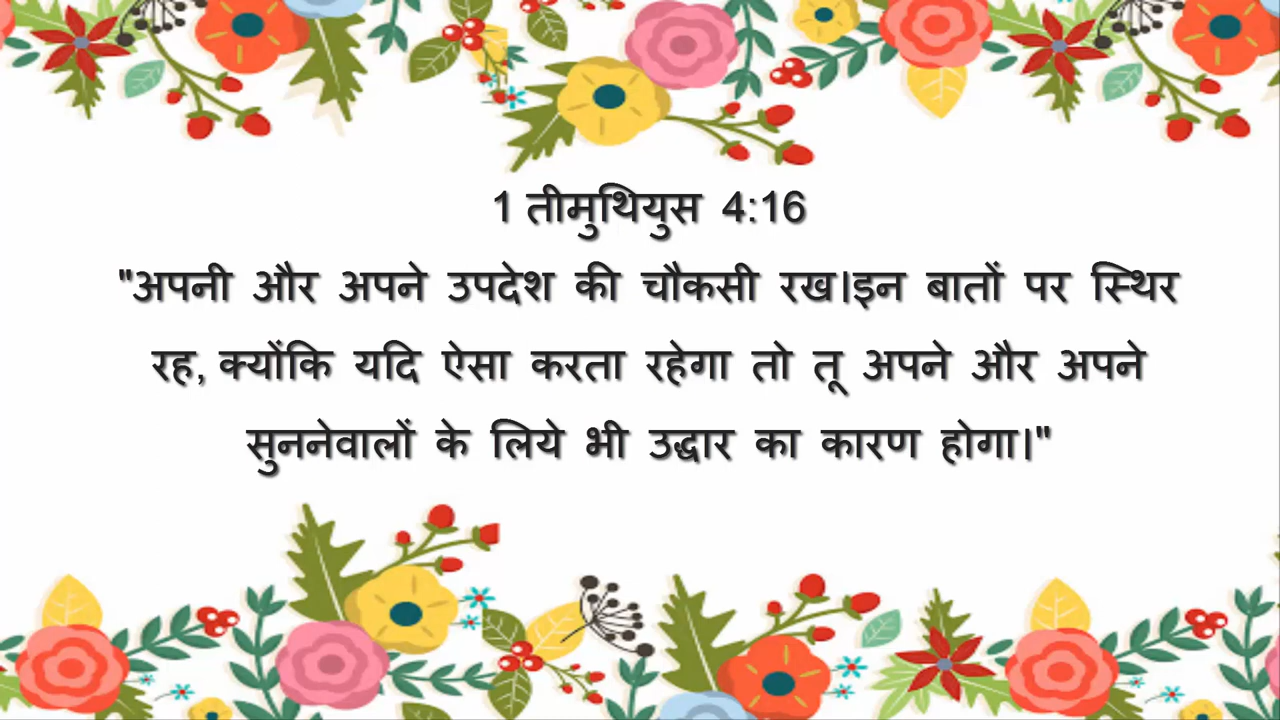 1 तीमुथियुस 4:16
"अपनी और अपने उपदेश की चौकसी रख।इन बातों पर स्थिर
रह, क्योंकि यदि ऐसा करता रहेगा तो तू अपने और अपने
सुननेवालों के लिये भी उद्धार का कारण होगा।"